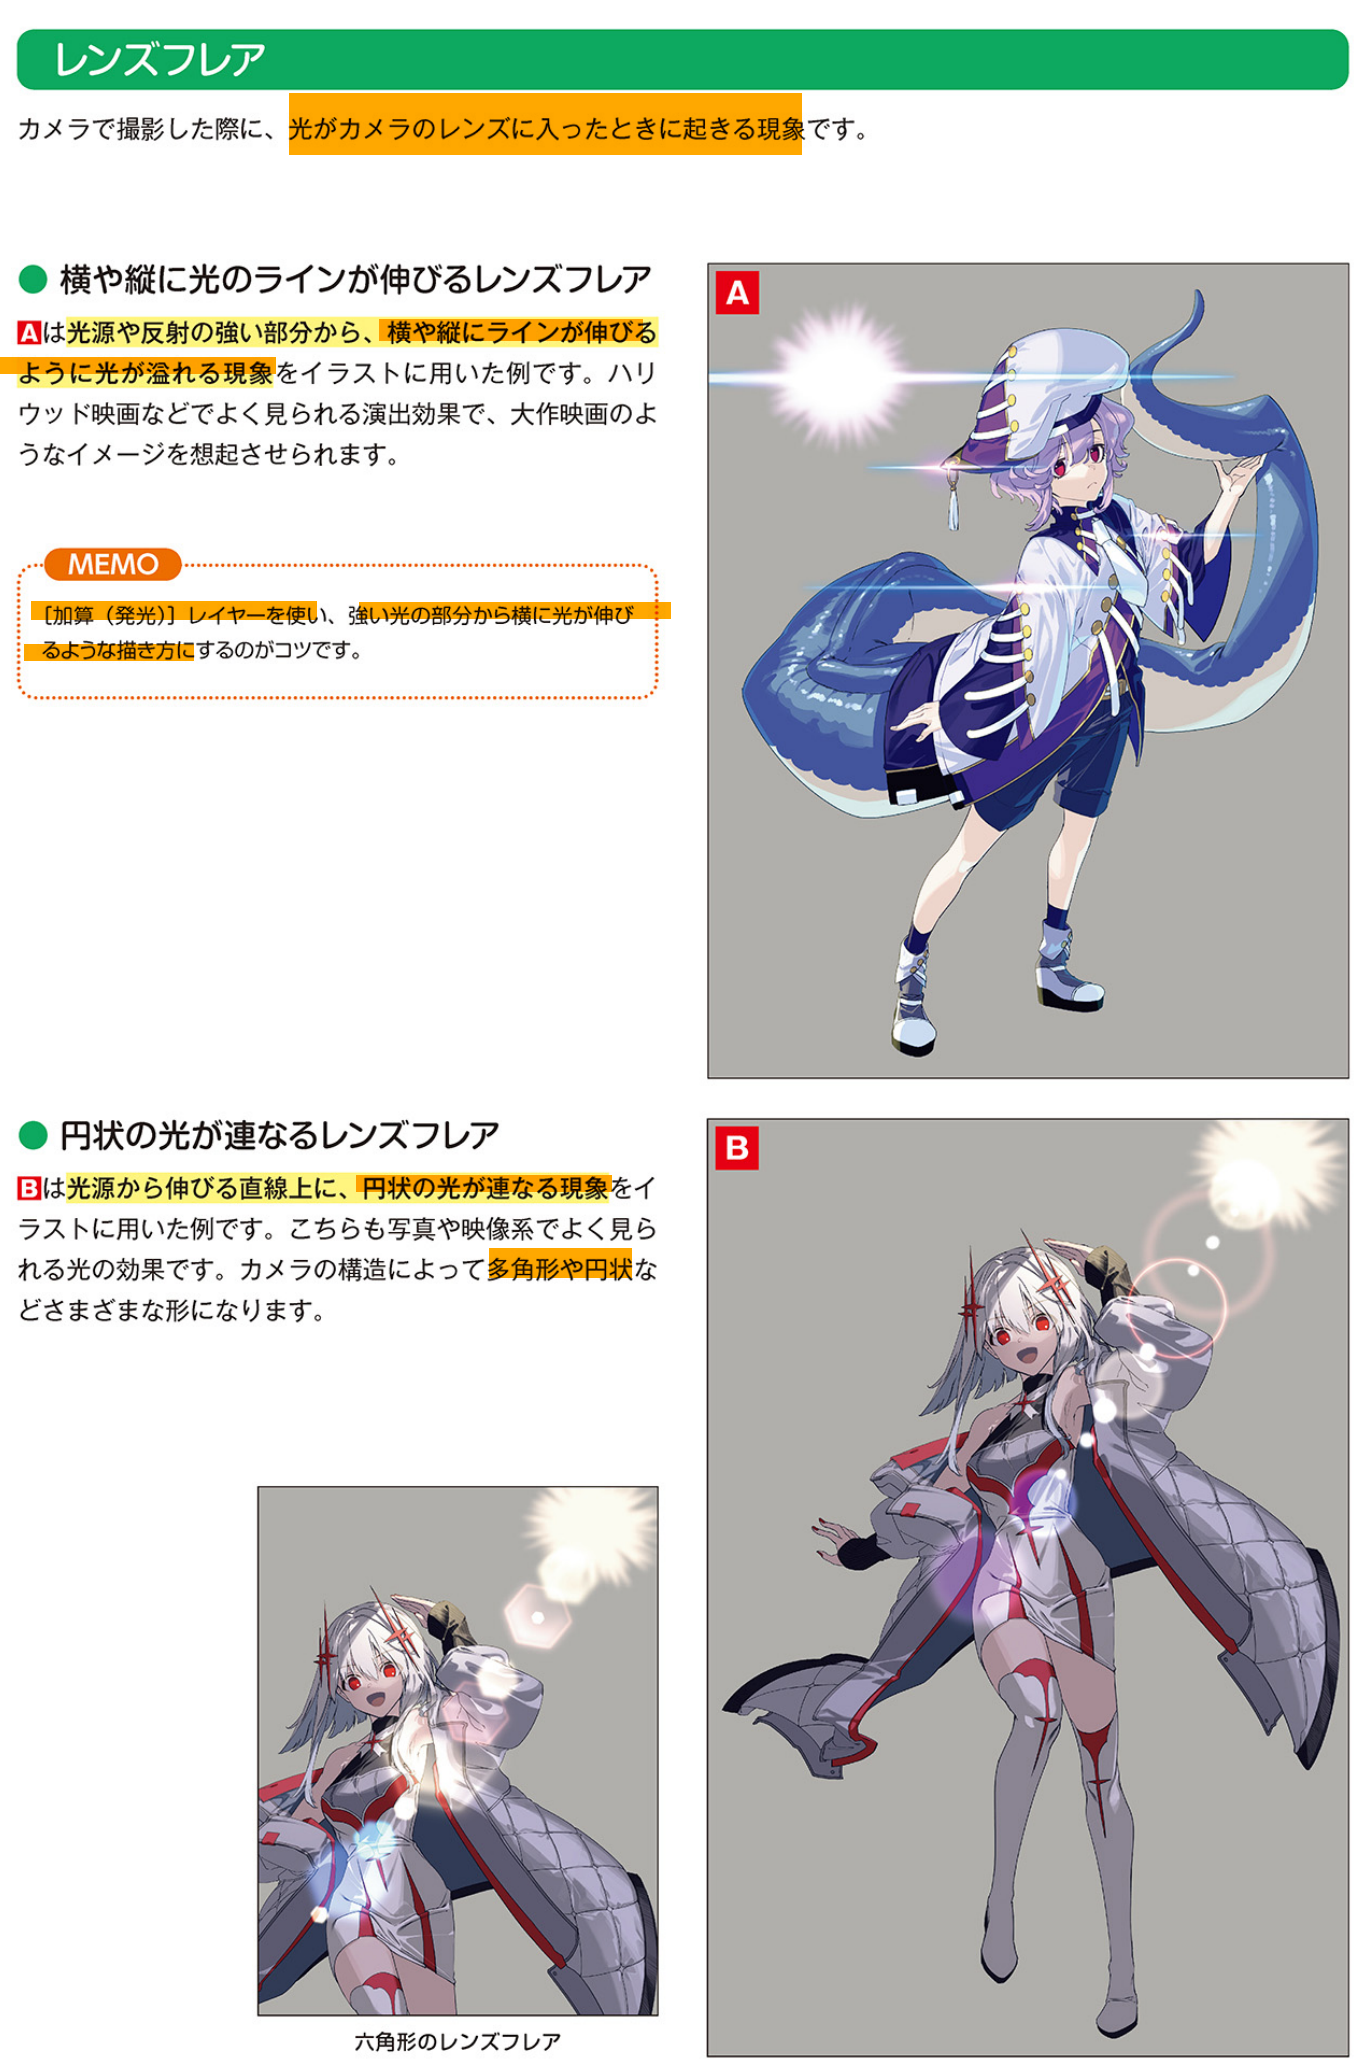 レンズフレア
カメラで撮影した際に、光がカメラのレンズに入ったときに起きる現象です。
● 横や縦に光のラインが伸びるレンズフレア
Aは光源や反射の強い部分から、横や縦にラインが伸びる
ように光が溢れる現象をイラストに用いた例です。ハリ
ウッド映画などでよく見られる演出効果で、大作映画のよ
うなイメージを想起させられます。
MEMO
［加算（発光）］レイヤーを使い、強い光の部分から横に光が伸び
るような描き方にするのがコツです。
A
● 円状の光が連なるレンズフレア
Bは光源から伸びる直線上に、円状の光が連なる現象をイ
ラストに用いた例です。こちらも写真や映像系でよく見ら
れる光の効果です。カメラの構造によって多角形や円状な
どさまざまな形になります。
B
六角形のレンズフレア